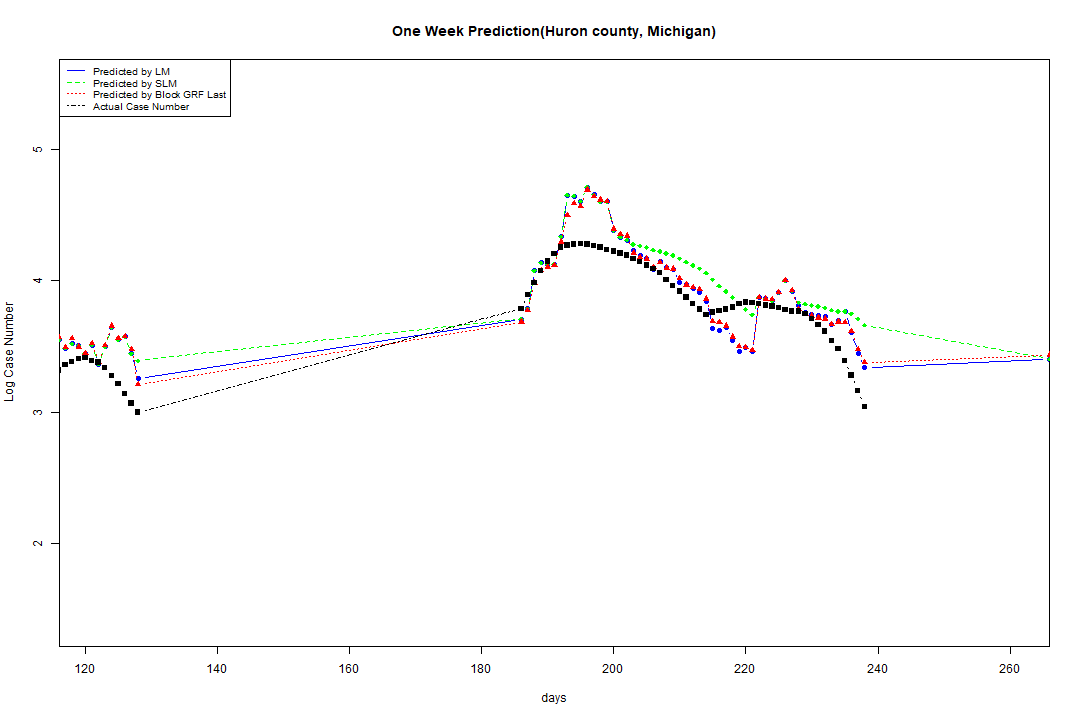 One Week Prediction(Huron county, Michigan)
Predicted by LM
Predicted by SLM
Predicted by Block GRF Last
Actual Case Number
5
4
3
2
Log Case Number
120 140 160 180 200 220 240 260
days